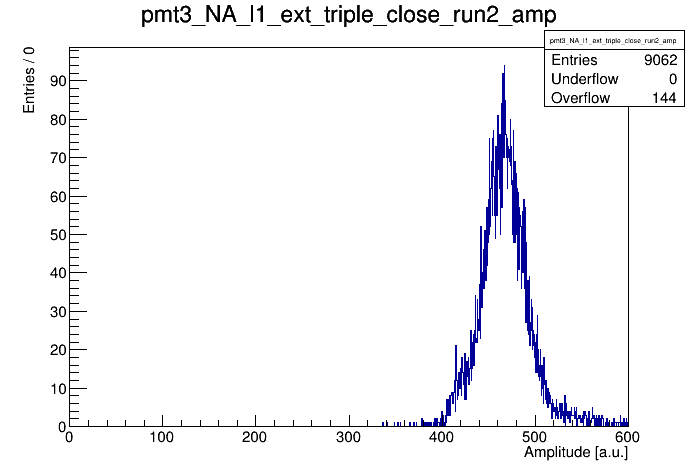 pmt3_NA_l1_ext_triple_close_run2_amp
pmt3_NA_l1_ext_triple_close_run2_amp
Entries 9062
Underflow 0
Overflow 144
Entries / 0
90
80
70
60
50
40
30
20
10
0
0 100 200 300 400 500 600
Amplitude [a.u.]